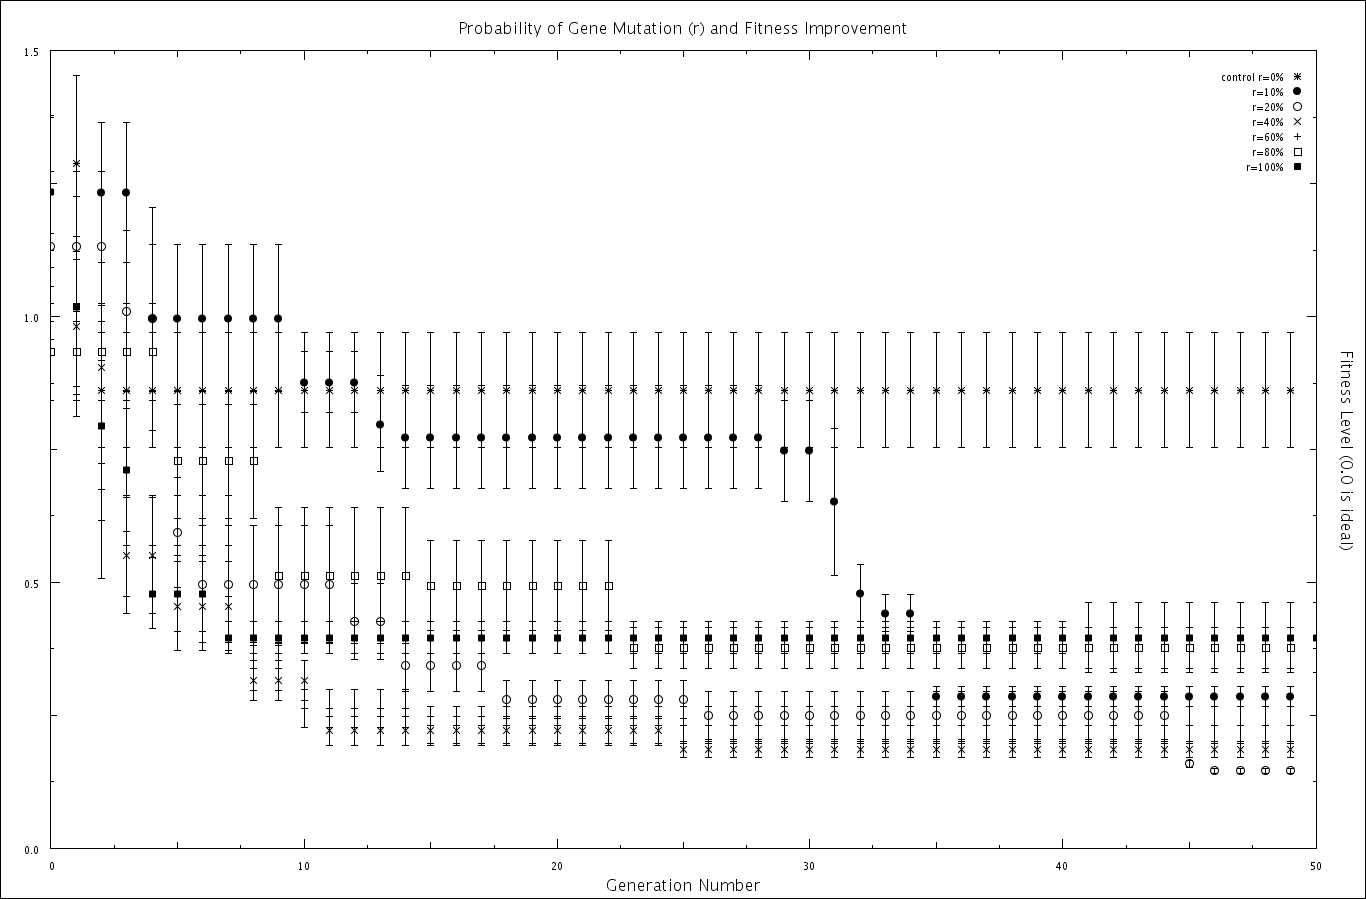 Probability of Gene Mutation (r) and Fitness Improvement
1.5
control r=0%
r=10%
r=20%
r=40%
r=60%
r=80%
r=100%
1.0
Fitness Level (0.0 is ideal)
0.5
0.0
0 10 20 30 40 50
Generation Number